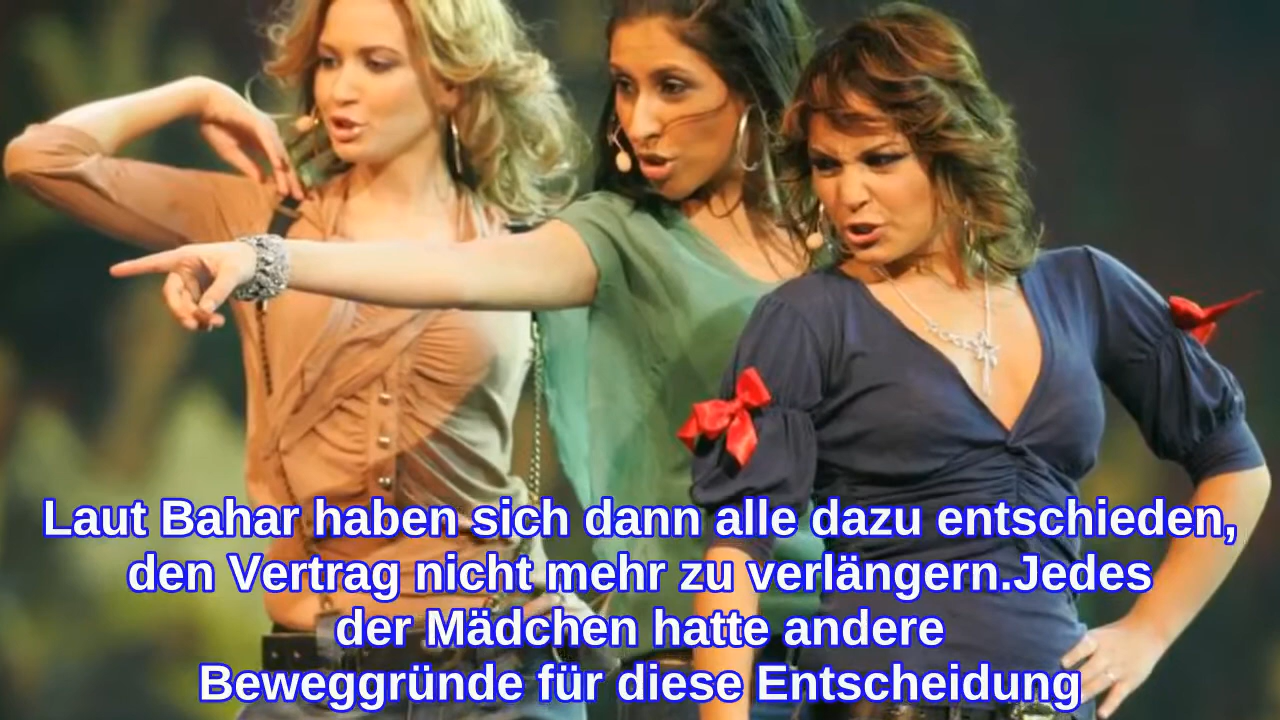 Laut Bahar haben sich dann alle dazu entschieden,
den Vertrag nicht mehr zu verlängern.Jedes
der Mädchen hatte andere
Beweggründe für diese Entscheidung